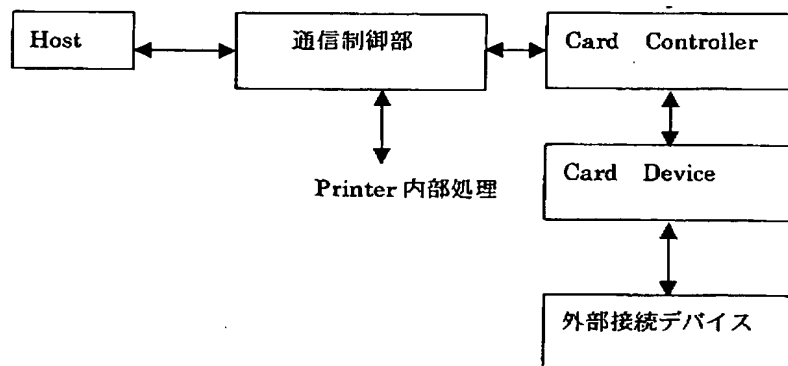 Host
通信制御部
Card Controller
Printer 内部処理
Card Device
外部接続デバイス